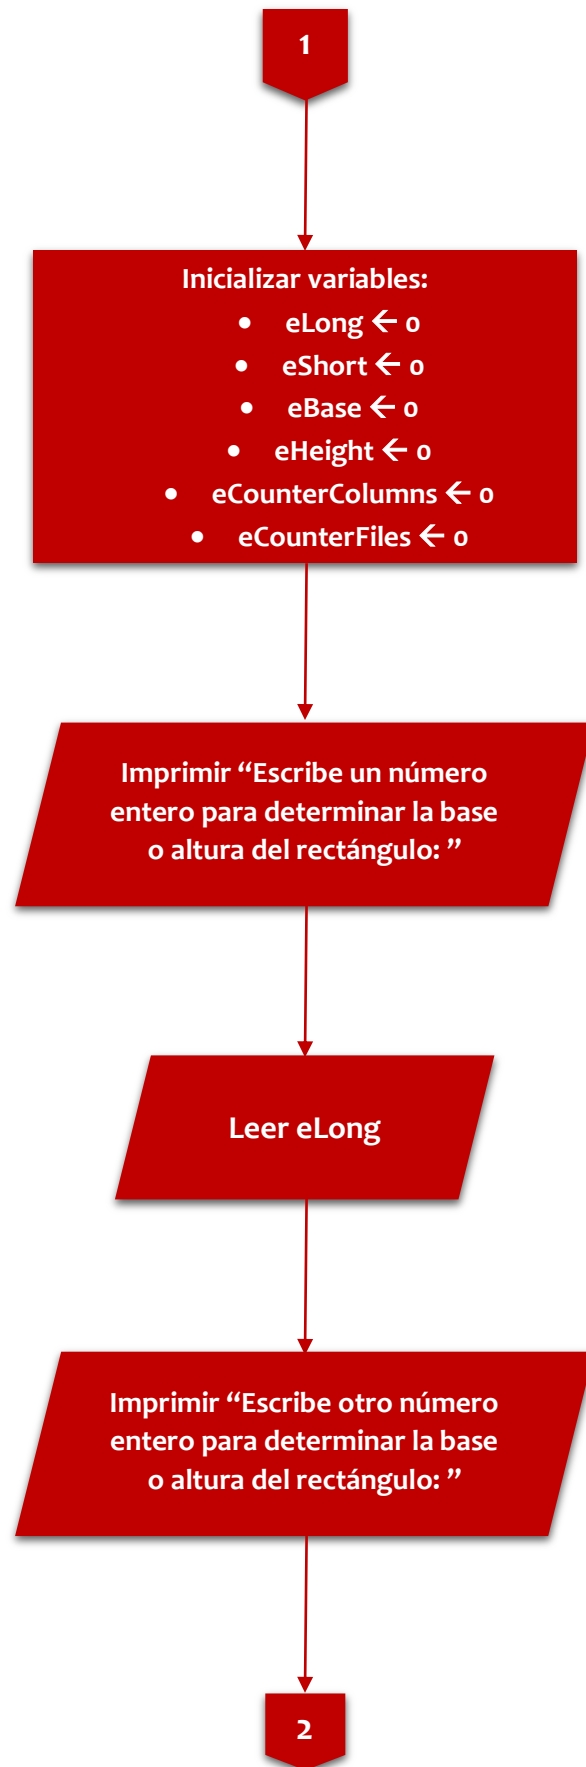 1
Inicializar variables:
• eLong ← 0
• eShort ← 0
• eBase ← 0
• eHeight ← 0
• eCounterColumns ← 0
• eCounterFiles ← 0
Imprimir “Escribe un número
entero para determinar la base
o altura del rectángulo: ”
Leer eLong
Imprimir “Escribe otro número
entero para determinar la base
o altura del rectángulo: ”
2